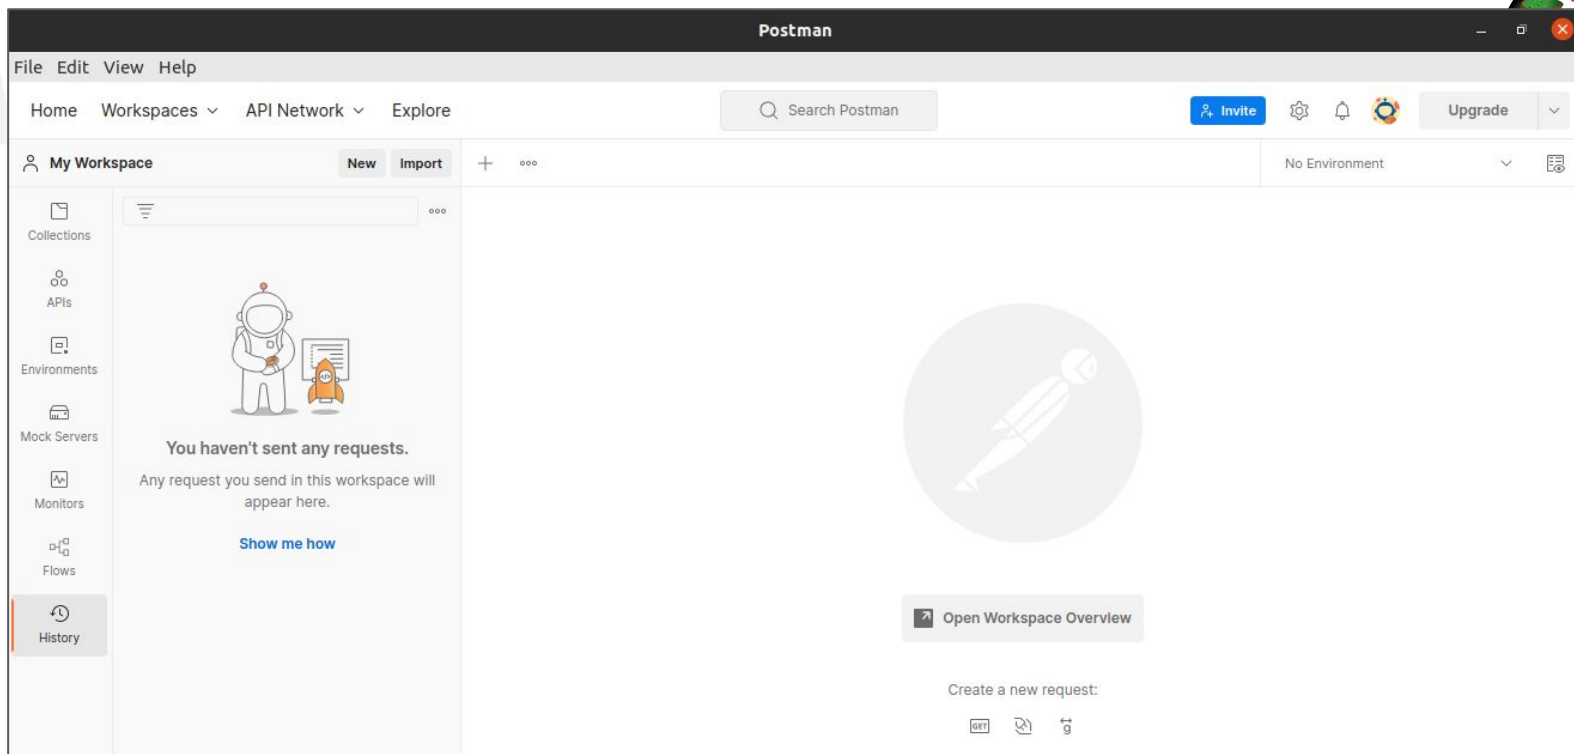 Postman
File Edit View Help
Home Workspaces API Network Explore
Search Postman
Invite
Upgrade
My Workspace
New Import
No Environment
Collections
APIs
Environments
Mock Servers
Monitors
Flows
History
You haven't sent any requests.
Any request you send in this workspace will
appear here.
Show me how
Open Workspace Overview
Create a new request:
GET
g